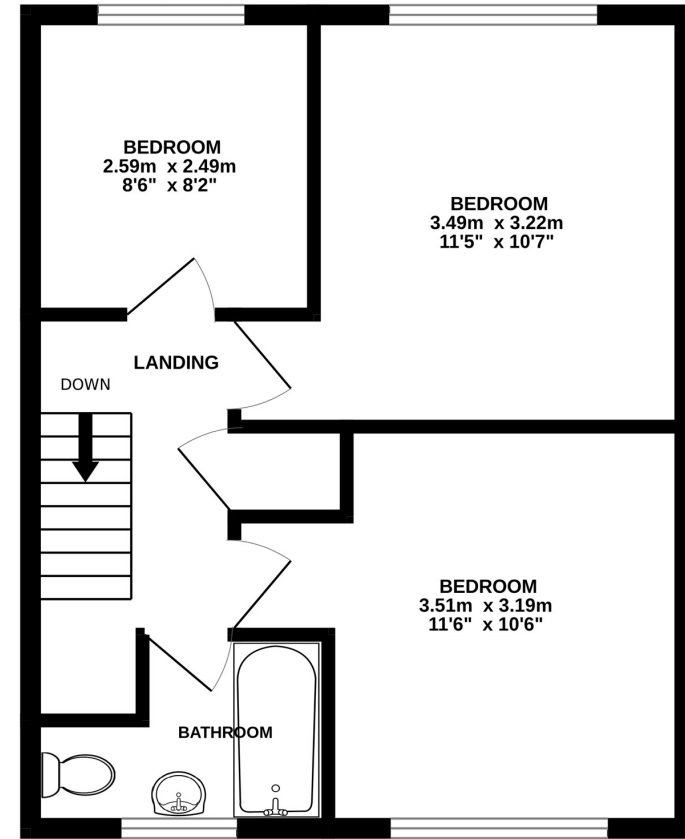 BEDROOM
2.59m x 2.49m
8'6" x 8'2"
BEDROOM
3.49m x 3.22m
11'5" x 10'7"
LANDING
DOWN
BEDROOM
3.51m x 3.19m
11'6" x 10'6"
BATHROOM